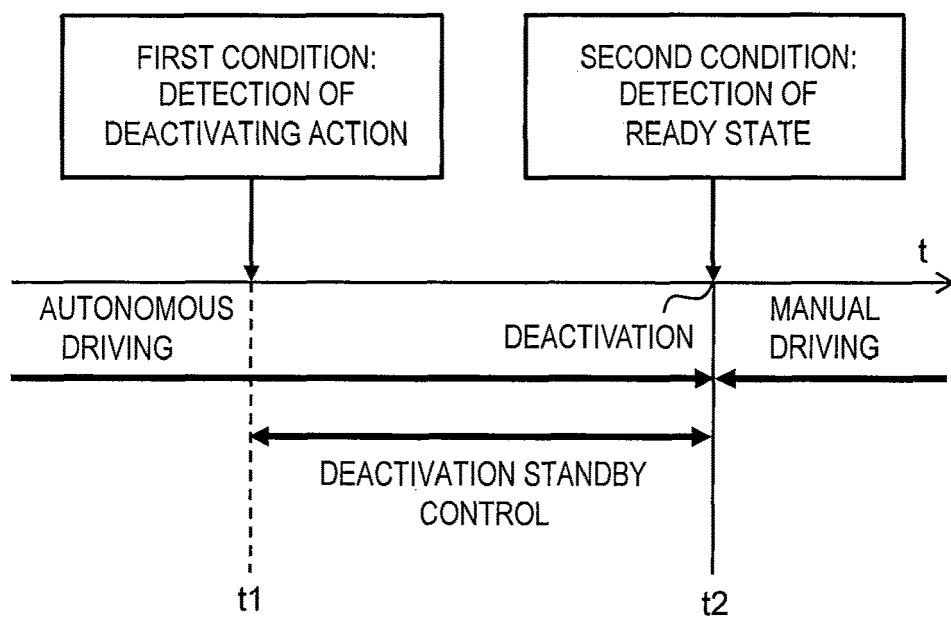 FIRST CONDITION:
DETECTION OF
DEACTIVATING ACTION
SECOND CONDITION:
DETECTION OF
READY STATE
t
AUTONOMOUS
DRIVING
DEACTIVATION
MANUAL
DRIVING
DEACTIVATION STANDBY
CONTROL
t1
t2